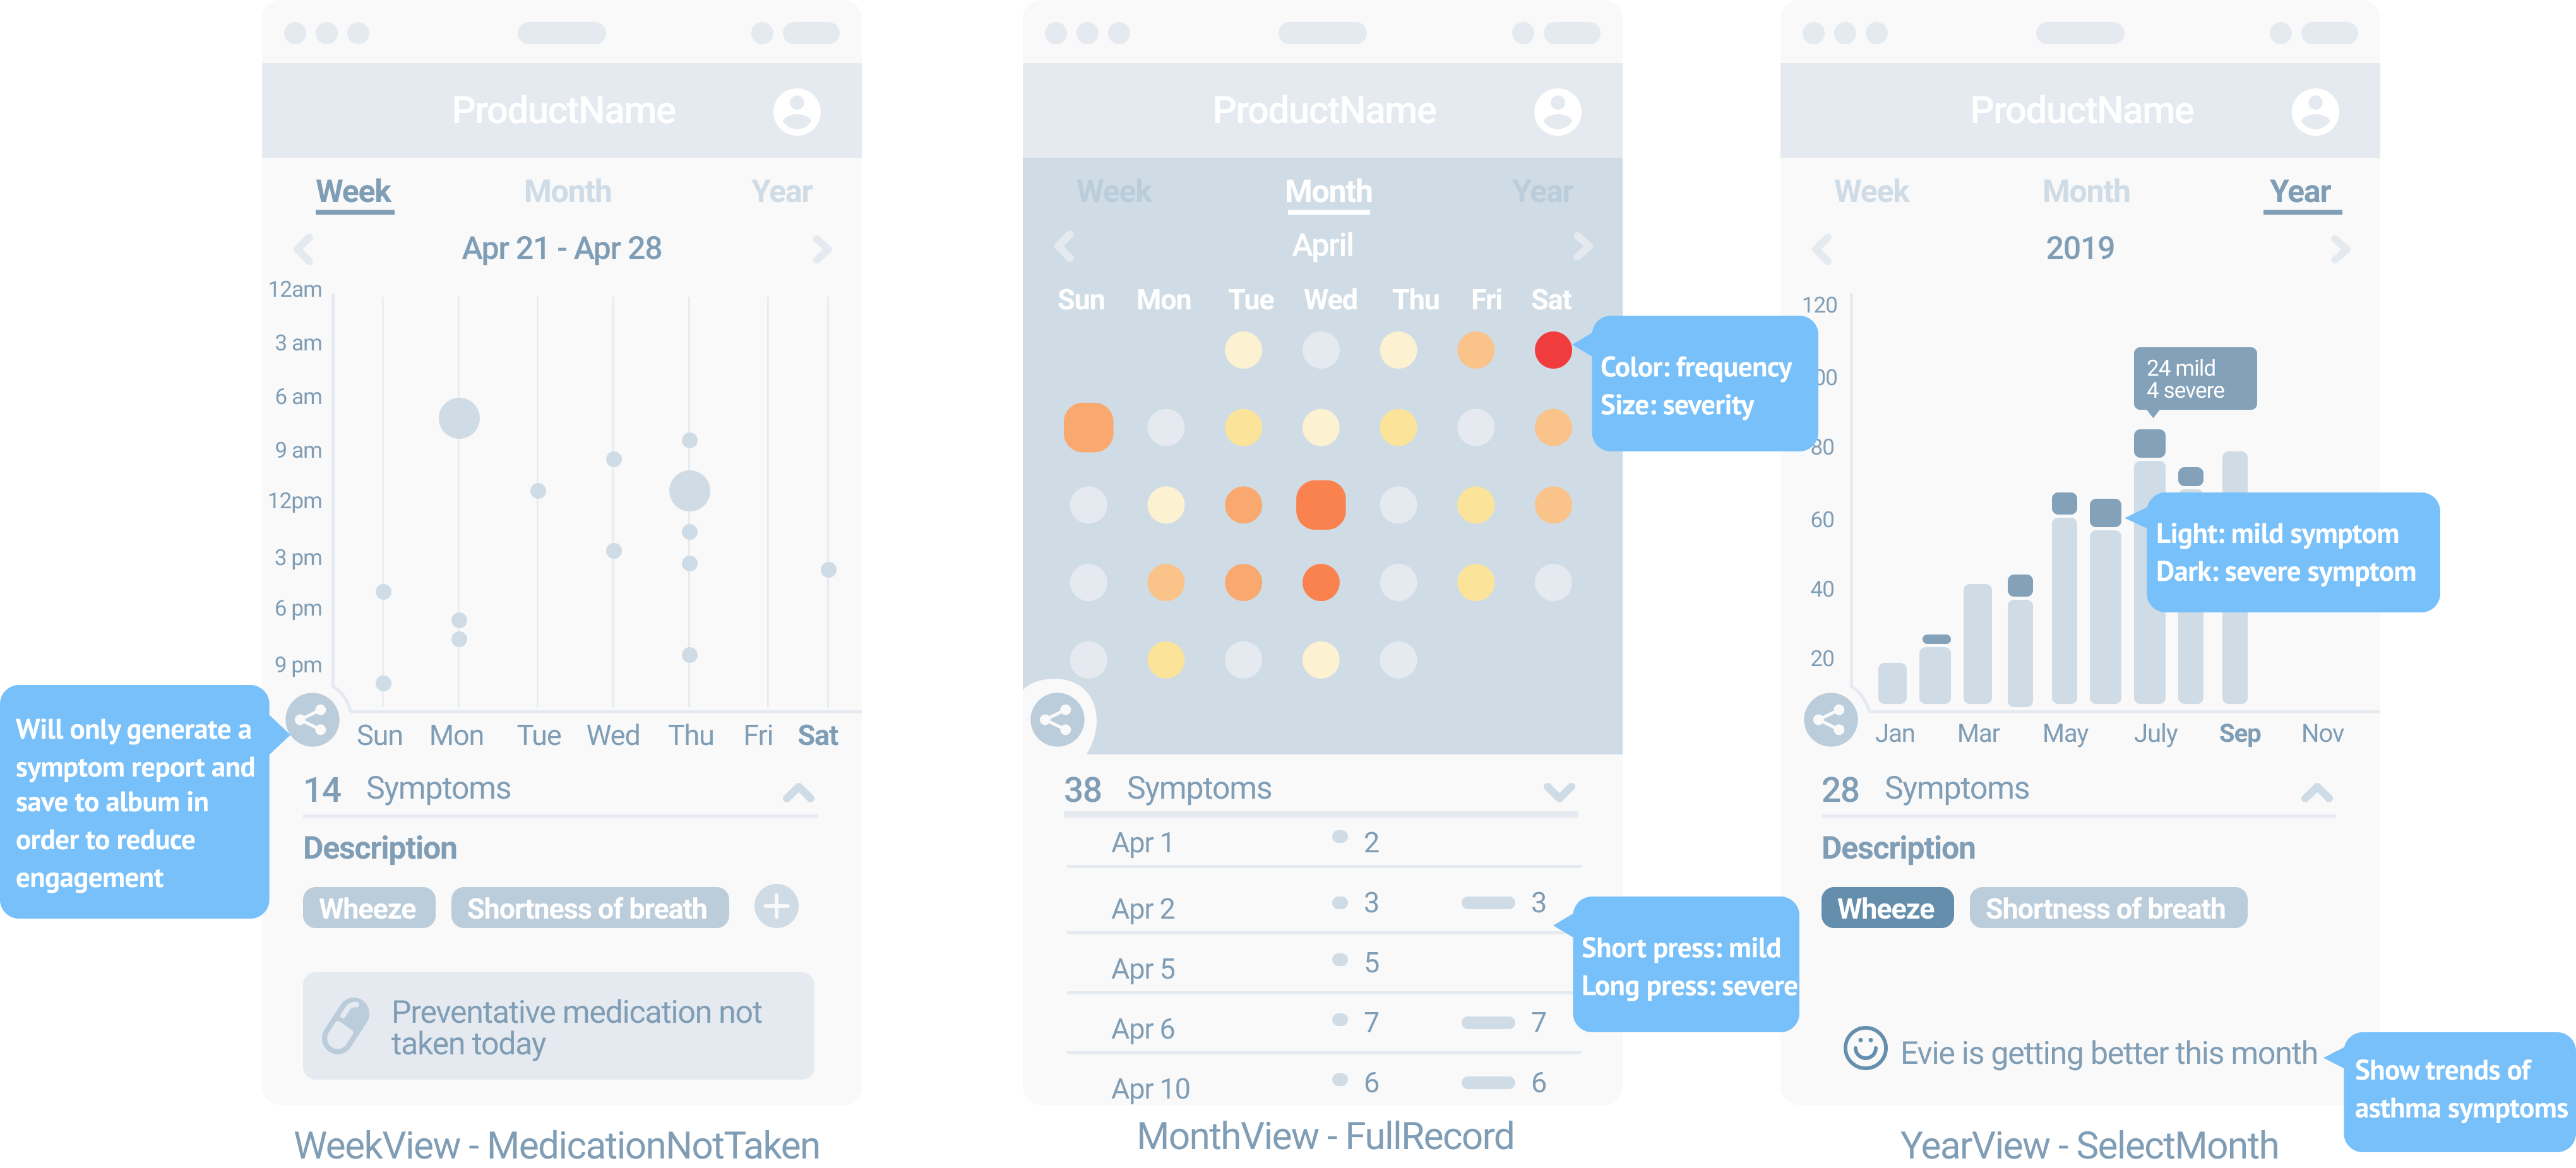 ProductName
Week
Month
Year
Apr 21 - Apr 28
12am
3 am
6 am
9 am
12pm
3 pm
6 pm
9 pm
Sun
Mon
Tue
Wed
Thu
Fri
Sat
Will only generate a
symptom report and
save to album in
order to reduce
engagement
14
Symptoms
Description
Wheeze
Shortness of breath
Preventative medication not
taken today
WeekView - MedicationNotTaken
ProductName
Week
Month
Year
April
Sun
Mon
Tue
Wed
Thu
Fri
Sat
Color: frequency
Size: severity
38
Symptoms
Apr 1
2
Apr 2
3
3
Apr 5
5
Apr 6
7
7
Apr 10
6
6
Short press: mild
Long press: severe
MonthView - FullRecord
ProductName
Week
Month
Year
2019
120
00
80
60
40
20
24 mild
4 severe
Light: mild symptom
Dark: severe symptom
Jan
Mar
May
July
Sep
Nov
28
Symptoms
Description
Wheeze
Shortness of breath
Evie is getting better this month
Show trends of
asthma symptoms
YearView - SelectMonth